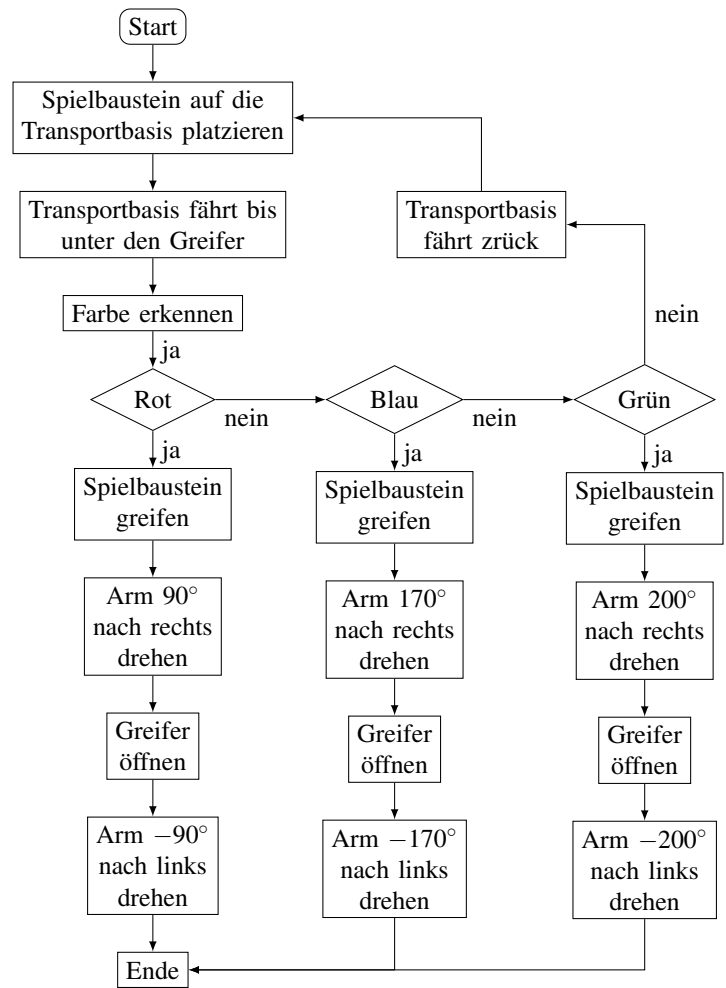 Start
Spielbaustein auf die
Transportbasis platzieren
Transportbasis fährt bis
unter den Greifer
Transportbasis
fährt zrück
Farbe erkennen
nein
ja
Rot
nein
Blau
nein
Grün
ja
ja
ja
Spielbaustein
greifen
Spielbaustein
greifen
Spielbaustein
greifen
Arm 90°
nach rechts
drehen
Arm 170°
nach rechts
drehen
Arm 200°
nach rechts
drehen
Greifer
öffnen
Greifer
öffnen
Greifer
öffnen
Arm −90°
nach links
drehen
Arm −170°
nach links
drehen
Arm −200°
nach links
drehen
Ende